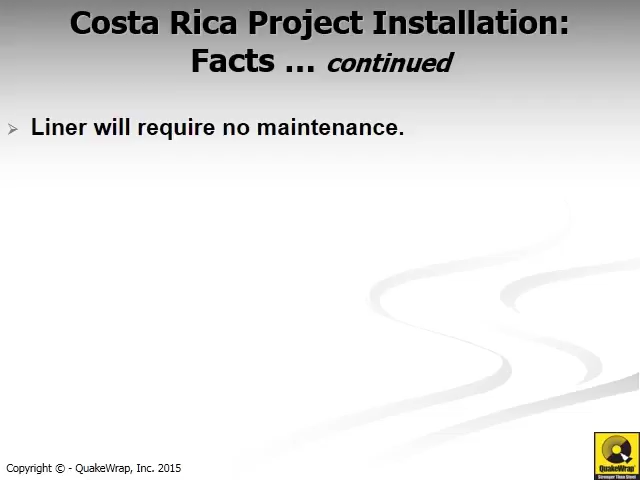 Costa Rica Project Installation:
Facts … continued
Liner will require no maintenance.
Copyright © - QuakeWrap, Inc. 2015
QuakeWrap
Stronger Than Steel